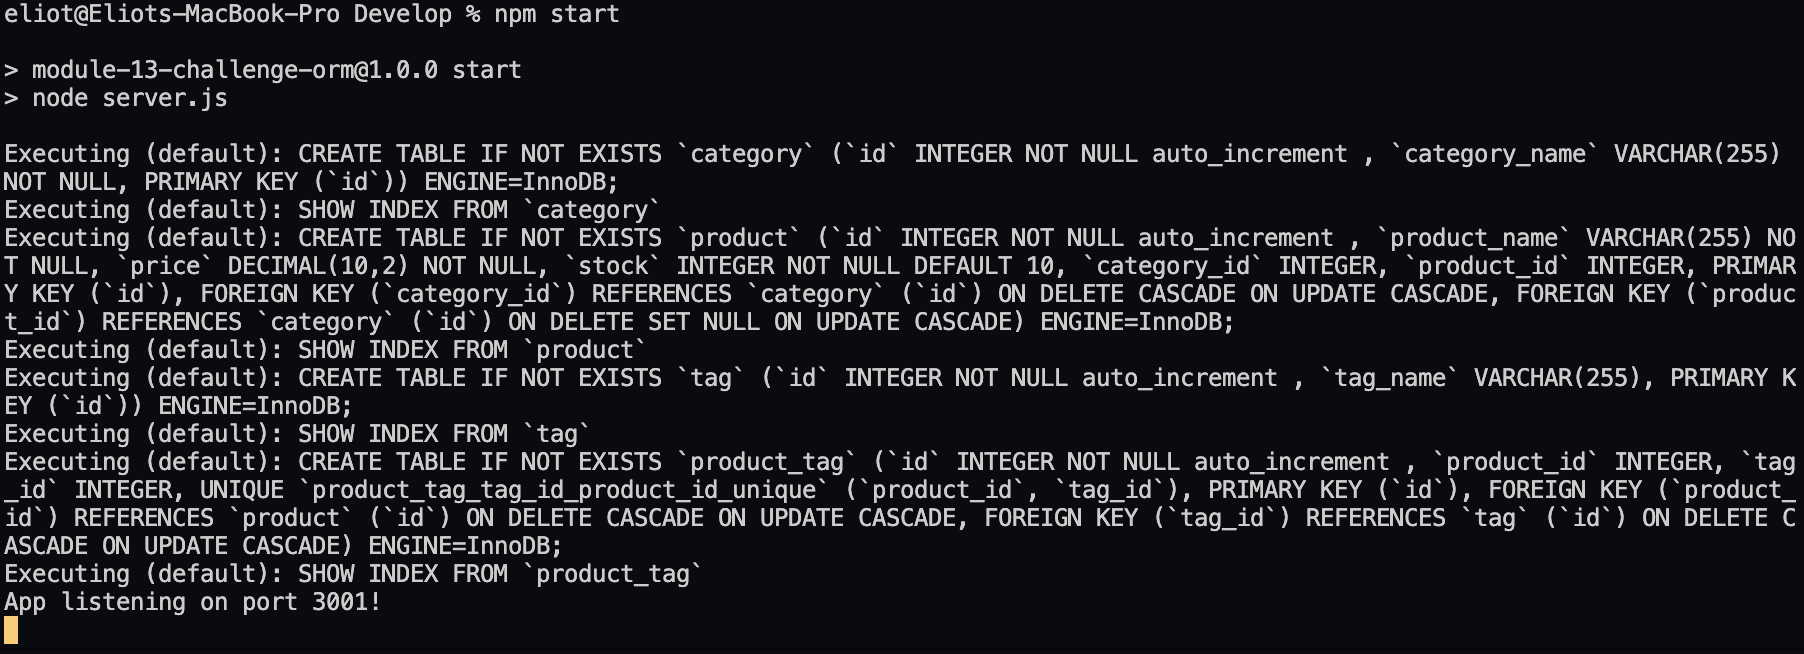 eliot@Eliots-MacBook-Pro Develop % npm start
> module-13-challenge-orm@1.0.0 start
> node server.js
Executing (default): CREATE TABLE IF NOT EXISTS `category` (`id` INTEGER NOT NULL auto_increment , `category_name` VARCHAR(255)
NOT NULL, PRIMARY KEY (`id`)) ENGINE=InnoDB;
Executing (default): SHOW INDEX FROM `category`
Executing (default): CREATE TABLE IF NOT EXISTS `product` (`id` INTEGER NOT NULL auto_increment , `product_name` VARCHAR(255) NO
T NULL, `price` DECIMAL(10,2) NOT NULL, `stock` INTEGER NOT NULL DEFAULT 10, `category_id` INTEGER, `product_id` INTEGER, PRIMAR
Y KEY (`id`), FOREIGN KEY (`category_id`) REFERENCES `category` (`id`) ON DELETE CASCADE ON UPDATE CASCADE, FOREIGN KEY (`produc
t_id`) REFERENCES `category` (`id`) ON DELETE SET NULL ON UPDATE CASCADE) ENGINE=InnoDB;
Executing (default): SHOW INDEX FROM `product`
Executing (default): CREATE TABLE IF NOT EXISTS `tag` (`id` INTEGER NOT NULL auto_increment , `tag_name` VARCHAR(255), PRIMARY K
EY (`id`)) ENGINE=InnoDB;
Executing (default): SHOW INDEX FROM `tag`
Executing (default): CREATE TABLE IF NOT EXISTS `product_tag` (`id` INTEGER NOT NULL auto_increment , `product_id` INTEGER, `tag
_id` INTEGER, UNIQUE `product_tag_tag_id_product_id_unique` (`product_id`, `tag_id`), PRIMARY KEY (`id`), FOREIGN KEY (`product_
id`) REFERENCES `product` (`id`) ON DELETE CASCADE ON UPDATE CASCADE, FOREIGN KEY (`tag_id`) REFERENCES `tag` (`id`) ON DELETE C
ASCADE ON UPDATE CASCADE) ENGINE=InnoDB;
Executing (default): SHOW INDEX FROM `product_tag`
App listening on port 3001!